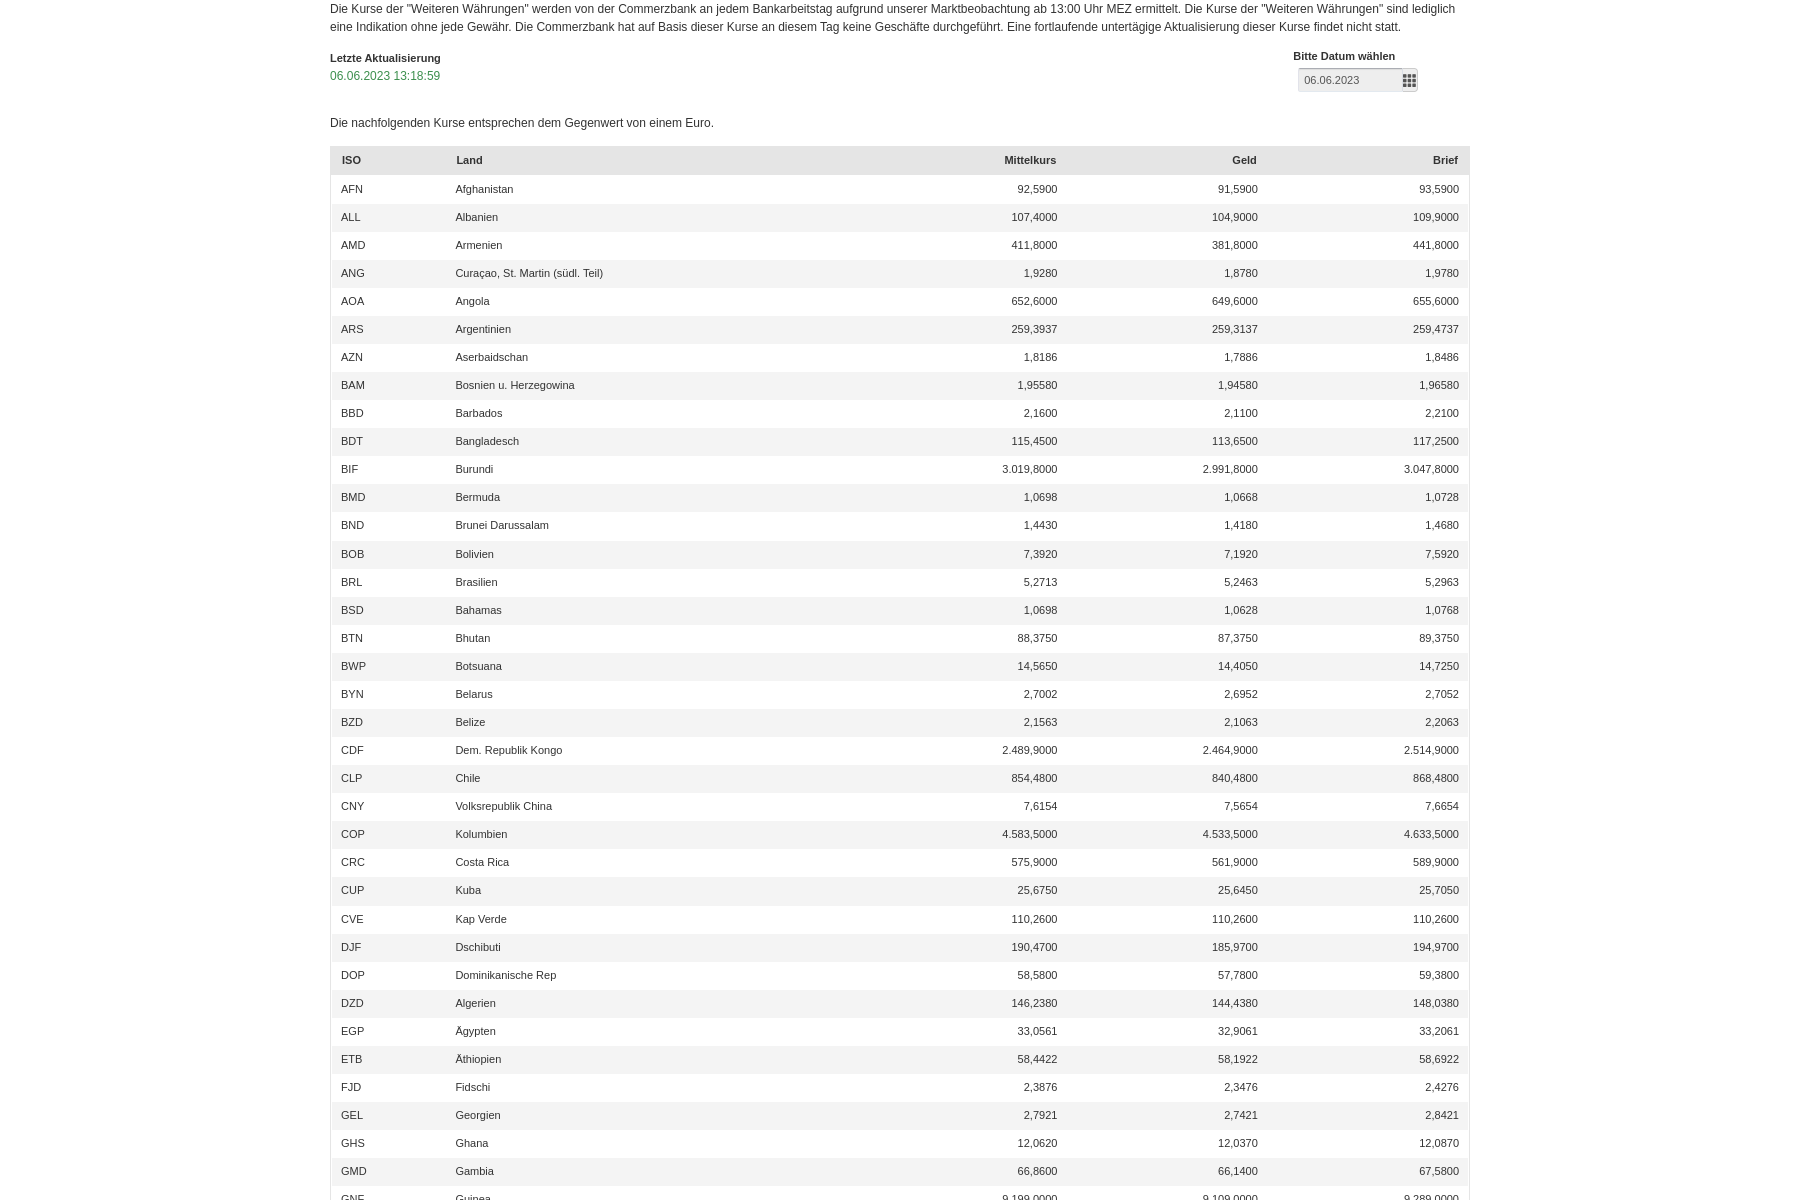 Die Kurse der "Weiteren Währungen" werden von der Commerzbank an jedem Bankarbeitstag aufgrund unserer Marktbeobachtung ab 13:00 Uhr MEZ ermittelt. Die Kurse der "Weiteren Währungen" sind lediglich
eine Indikation ohne jede Gewähr. Die Commerzbank hat auf Basis dieser Kurse an diesem Tag keine Geschäfte durchgeführt. Eine fortlaufende untertägige Aktualisierung dieser Kurse findet nicht statt.
Letzte Aktualisierung
06.06.2023 13:18:59
Bitte Datum wählen
06.06.2023
Die nachfolgenden Kurse entsprechen dem Gegenwert von einem Euro.
ISO Land Mittelkurs Geld Brief
AFN Afghanistan 92,5900 91,5900 93,5900
ALL Albanien 107,4000 104,9000 109,9000
AMD Armenien 411,8000 381,8000 441,8000
ANG Curaçao, St. Martin (südl. Teil) 1,9280 1,8780 1,9780
AOA Angola 652,6000 649,6000 655,6000
ARS Argentinien 259,3937 259,3137 259,4737
AZN Aserbaidschan 1,8186 1,7886 1,8486
BAM Bosnien u. Herzegowina 1,95580 1,94580 1,96580
BBD Barbados 2,1600 2,1100 2,2100
BDT Bangladesch 115,4500 113,6500 117,2500
BIF Burundi 3.019,8000 2.991,8000 3.047,8000
BMD Bermuda 1,0698 1,0668 1,0728
BND Brunei Darussalam 1,4430 1,4180 1,4680
BOB Bolivien 7,3920 7,1920 7,5920
BRL Brasilien 5,2713 5,2463 5,2963
BSD Bahamas 1,0698 1,0628 1,0768
BTN Bhutan 88,3750 87,3750 89,3750
BWP Botsuana 14,5650 14,4050 14,7250
BYN Belarus 2,7002 2,6952 2,7052
BZD Belize 2,1563 2,1063 2,2063
CDF Dem. Republik Kongo 2.489,9000 2.464,9000 2.514,9000
CLP Chile 854,4800 840,4800 868,4800
CNY Volksrepublik China 7,6154 7,5654 7,6654
COP Kolumbien 4.583,5000 4.533,5000 4.633,5000
CRC Costa Rica 575,9000 561,9000 589,9000
CUP Kuba 25,6750 25,6450 25,7050
CVE Kap Verde 110,2600 110,2600 110,2600
DJF Dschibuti 190,4700 185,9700 194,9700
DOP Dominikanische Rep 58,5800 57,7800 59,3800
DZD Algerien 146,2380 144,4380 148,0380
EGP Ägypten 33,0561 32,9061 33,2061
ETB Äthiopien 58,4422 58,1922 58,6922
FJD Fidschi 2,3876 2,3476 2,4276
GEL Georgien 2,7921 2,7421 2,8421
GHS Ghana 12,0620 12,0370 12,0870
GMD Gambia 66,8600 66,1400 67,5800
GNF Guinea 9.199,0000 9.109,0000 9.289,0000